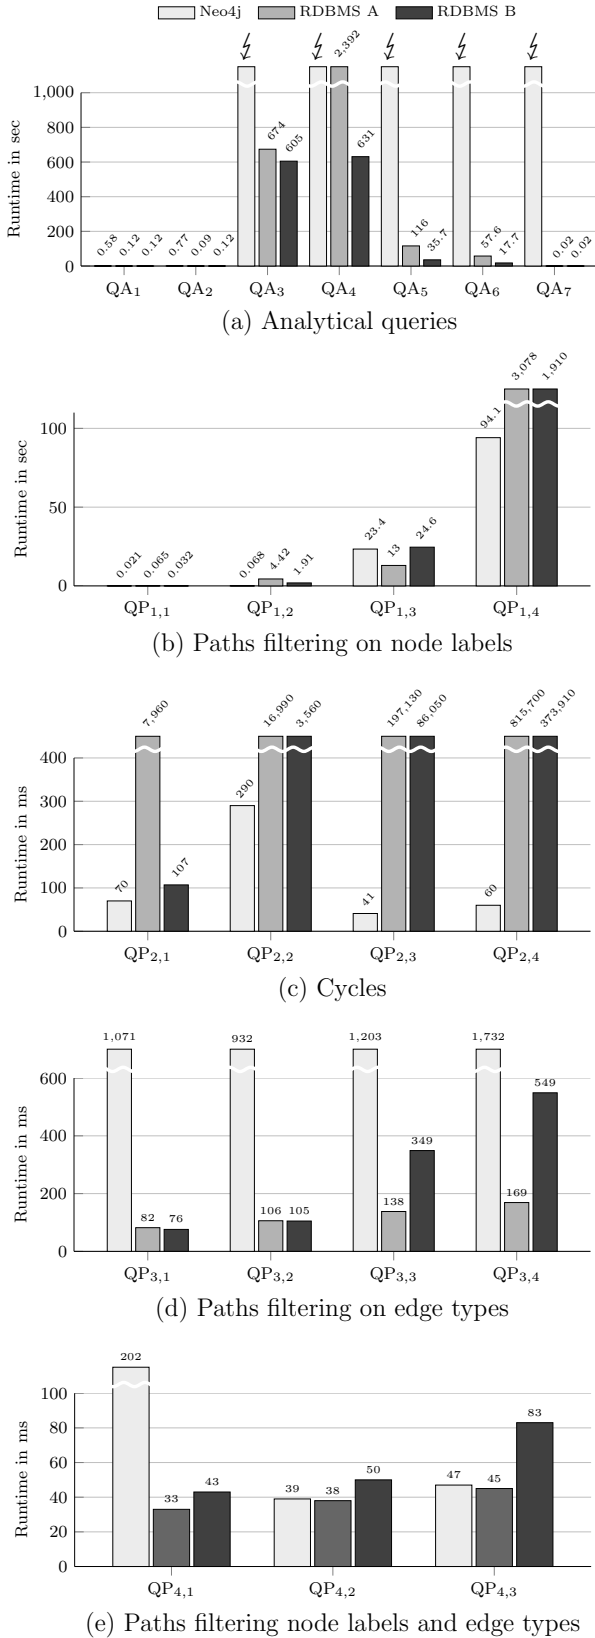 Neo4j RDBMS A RDBMS B
Runtime in sec
1,000
800
600
400
200
0
0.58 0.12 0.12 0.77 0.09 0.12 674 605 2,392 631 116 35.7 57.6 17.7 0.02 0.02
QA1 QA2 QA3 QA4 QA5 QA6 QA7
(a) Analytical queries
Runtime in sec
100
50
0
0.021 0.065 0.032 0.068 4.42 1.91 23.4 13 24.6 94.1 3,078 1,910
QP1,1 QP1,2 QP1,3 QP1,4
(b) Paths filtering on node labels
Runtime in ms
400
300
200
100
0
70 7,960 107 290 16,990 3,560 41 197,130 86,050 60 815,700 373,910
QP2,1 QP2,2 QP2,3 QP2,4
(c) Cycles
Runtime in ms
600
400
200
0
1,071 82 76 932 106 105 1,203 138 349 1,732 169 549
QP3,1 QP3,2 QP3,3 QP3,4
(d) Paths filtering on edge types
Runtime in ms
100
80
60
40
20
0
202 33 43 39 38 50 47 45 83
QP4,1 QP4,2 QP4,3
(e) Paths filtering node labels and edge types